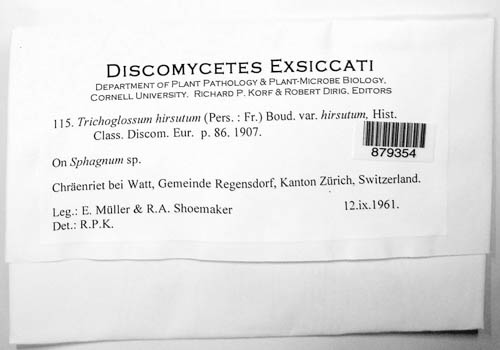 DISCOMYCETES EXSICCATI
DEPARTMENT OF PLANT PATHOLOGY & PLANT-MICROBE BIOLOGY,
CORNELL UNIVERSITY. RICHARD P. KORF & ROBERT DIRIG, EDITORS
115. Trichoglossum hirsutum (Pers. : Fr.) Boud. var. hirsutum, Hist.
Class. Discom. Eur. p. 86. 1907.
879354
On Sphagnum sp.
Chräenriet bei Watt, Gemeinde Regensdorf, Kanton Zürich, Switzerland.
Leg.: E. Müller & R.A. Shoemaker 12.ix.1961.
Det.: R.P.K.